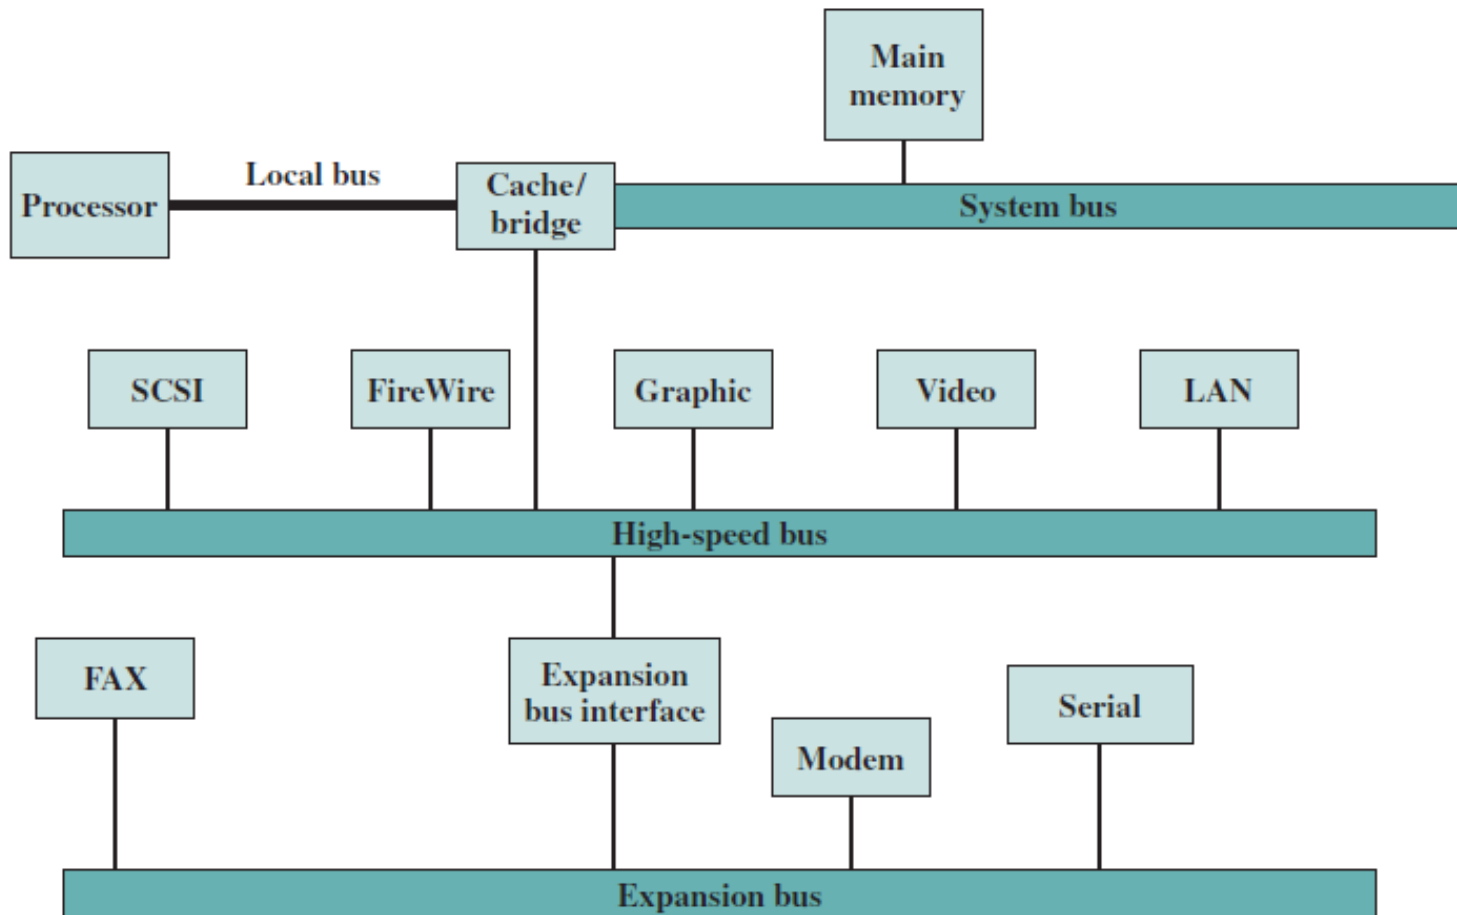 Main
memory
Local bus
Processor
Cache/
bridge
System bus
SCSI
FireWire
Graphic
Video
LAN
High-speed bus
FAX
Expansion
bus interface
Modem
Serial
Expansion bus